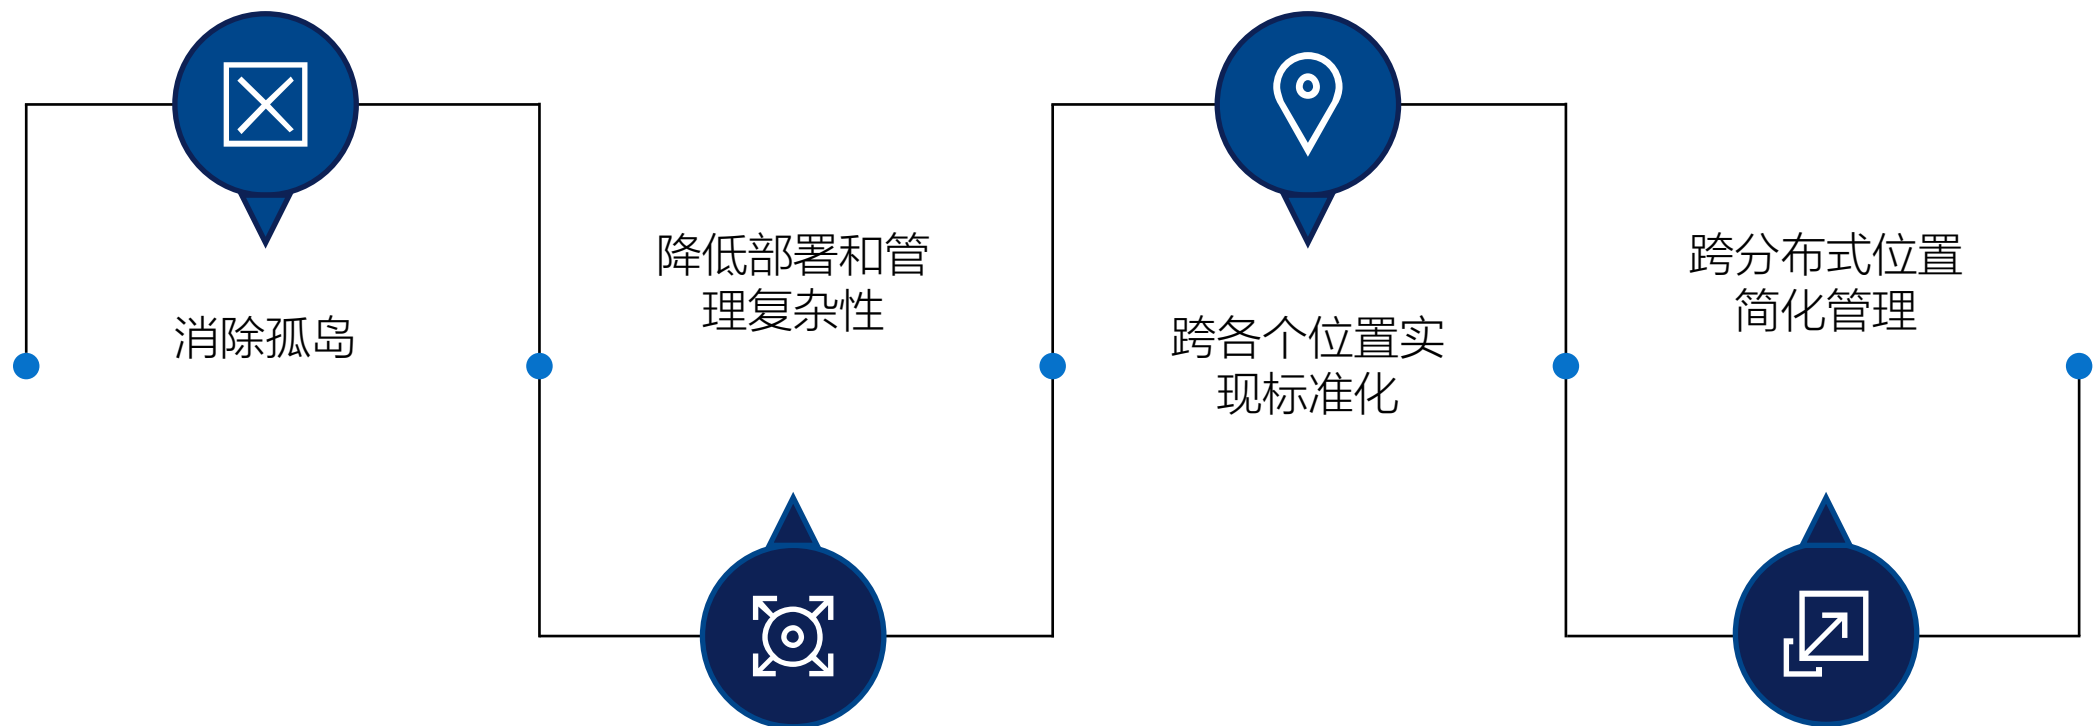 消除孤岛
降低部署和管
理复杂性
跨各个位置实
现标准化
跨分布式位置
简化管理